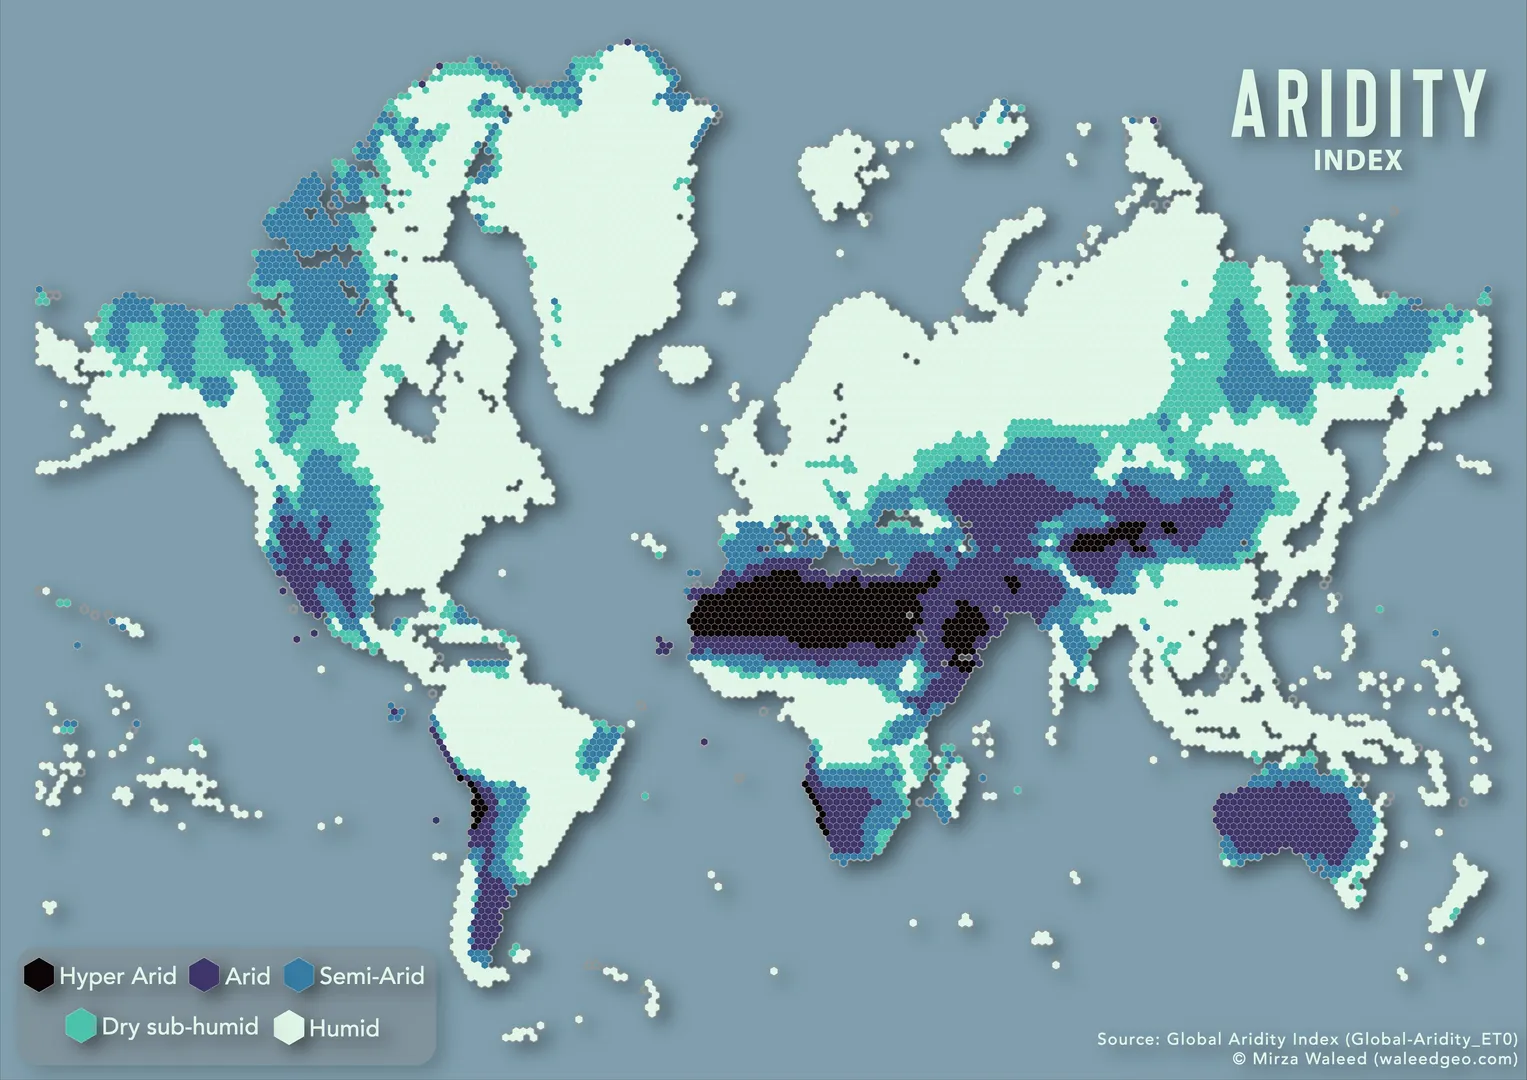 ARIDITY
INDEX
Hyper Arid
Arid
Semi-Arid
Dry sub-humid
Humid
Source: Global Aridity Index (Global-Aridity_ET0)
© Mirza Waleed (waleedgeo.com)